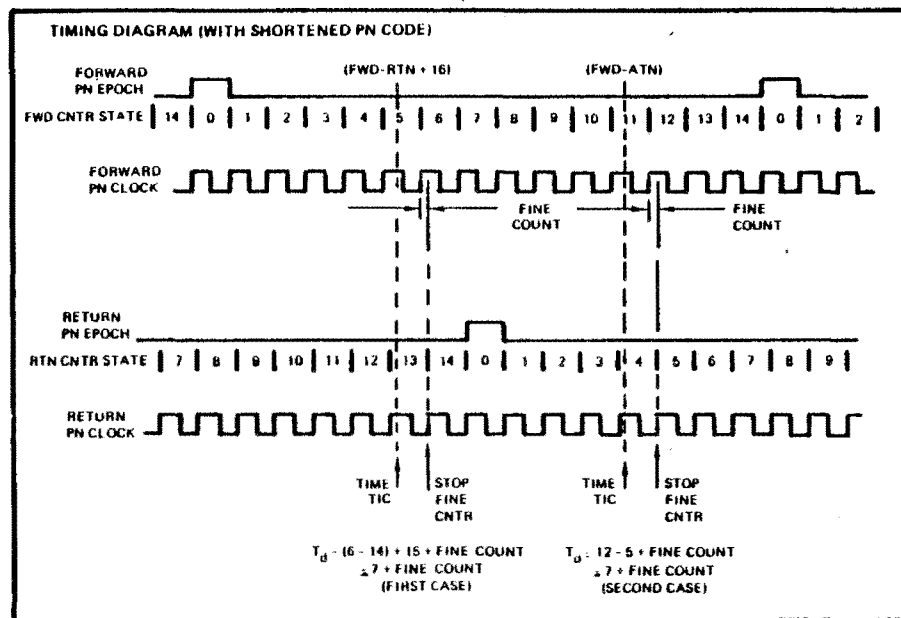 TIMING DIAGRAM (WITH SHORTENED PN CODE)
(FWD-RTN + 16) (FWD-ATN)
FORWARD
PN EPOCH
FWD CNTR STATE 14 0 1 2 3 4 5 6 7 8 9 10 11 12 13 14 0 1 2
FORWARD
PN CLOCK
FINE
COUNT
FINE
COUNT
RETURN
PN EPOCH
RTN CNTR STATE 7 8 9 10 11 12 13 14 0 1 2 3 4 5 6 7 8 9
RETURN
PN CLOCK
TIME
TIC
STOP
FINE
CNTR
TIME
TIC
STOP
FINE
CNTR
Td - (6 - 14) + 15 + FINE COUNT
= 7 + FINE COUNT
(FIRST CASE)
Td = 12 - 5 + FINE COUNT
= 7 + FINE COUNT
(SECOND CASE)